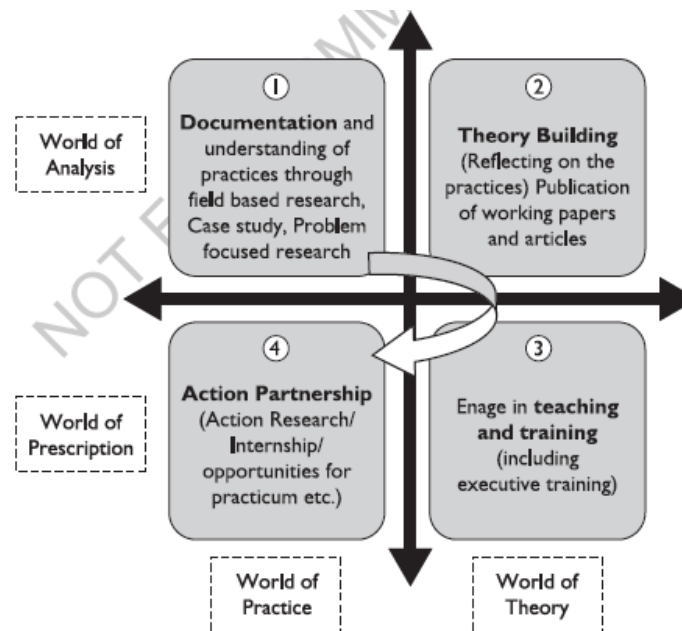 NOT F
MM
World of
Analysis
1
Documentation and
understanding of
practices through
field based research,
Case study, Problem
focused research
2
Theory Building
(Reflecting on the
practices) Publication
of working papers
and articles
World of
Prescription
4
Action Partnership
(Action Research/
Internship/
opportunities for
practicum etc.)
3
Enage in teaching
and training
(including
executive training)
World of
Practice
World of
Theory